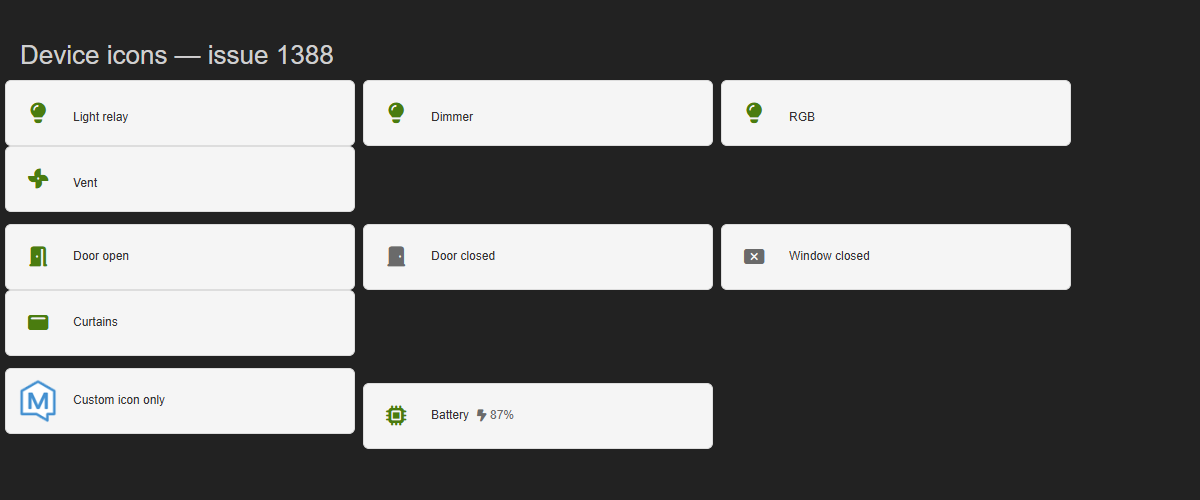 Device icons — issue 1388
Light relay
Dimmer
RGB
Vent
Door open
Door closed
Window closed
Curtains
M
Custom icon only
Battery 87%